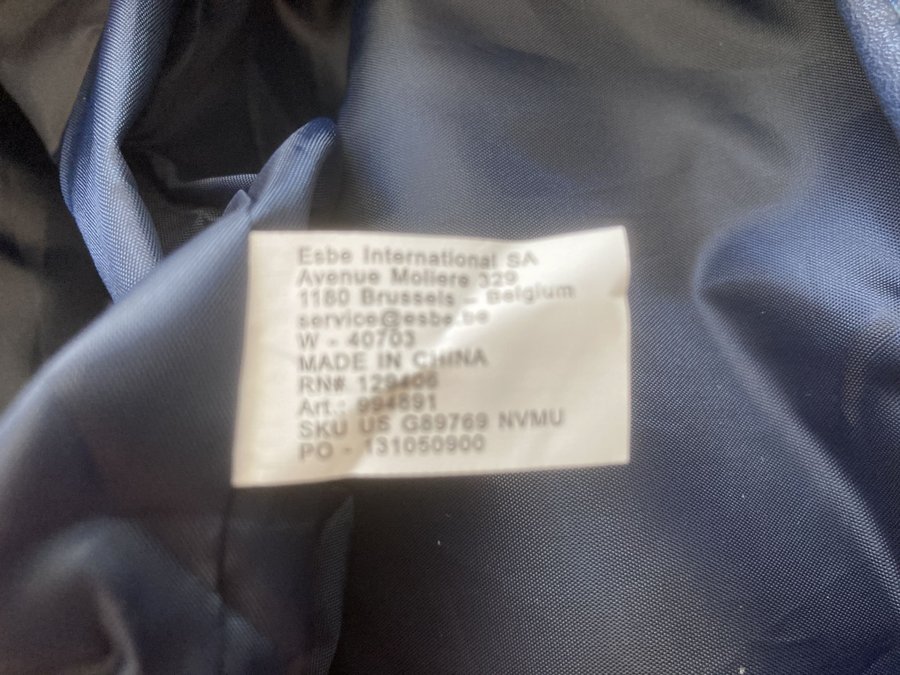 Esbe International SA
Avenue Moliere 329
1180 Brussels – Belgium
service@esbe.be
W - 40703
MADE IN CHINA
RN# 129406
Art.: 994891
SKU US G89769 NVMU
PO - 131050900